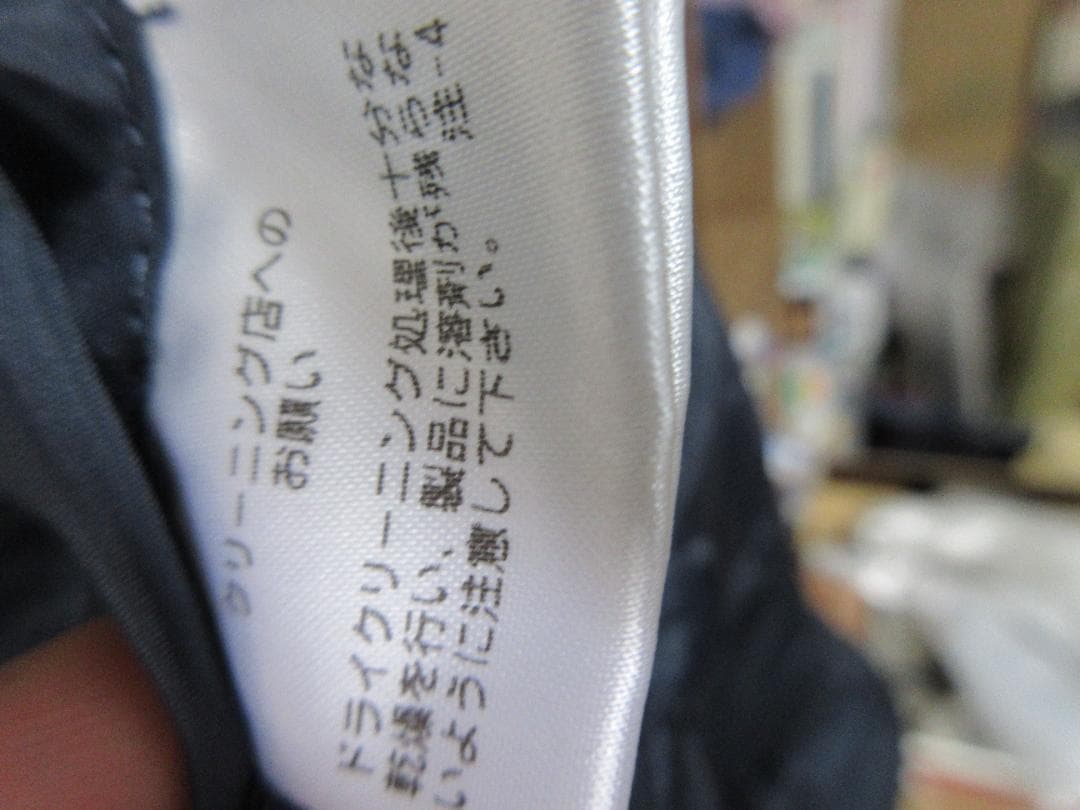 クリーニング店への
お願い
ドライクリーニング処理後十分な
乾燥を行い、製品に溶剤が残らな
いように注意して下さい。
注-4